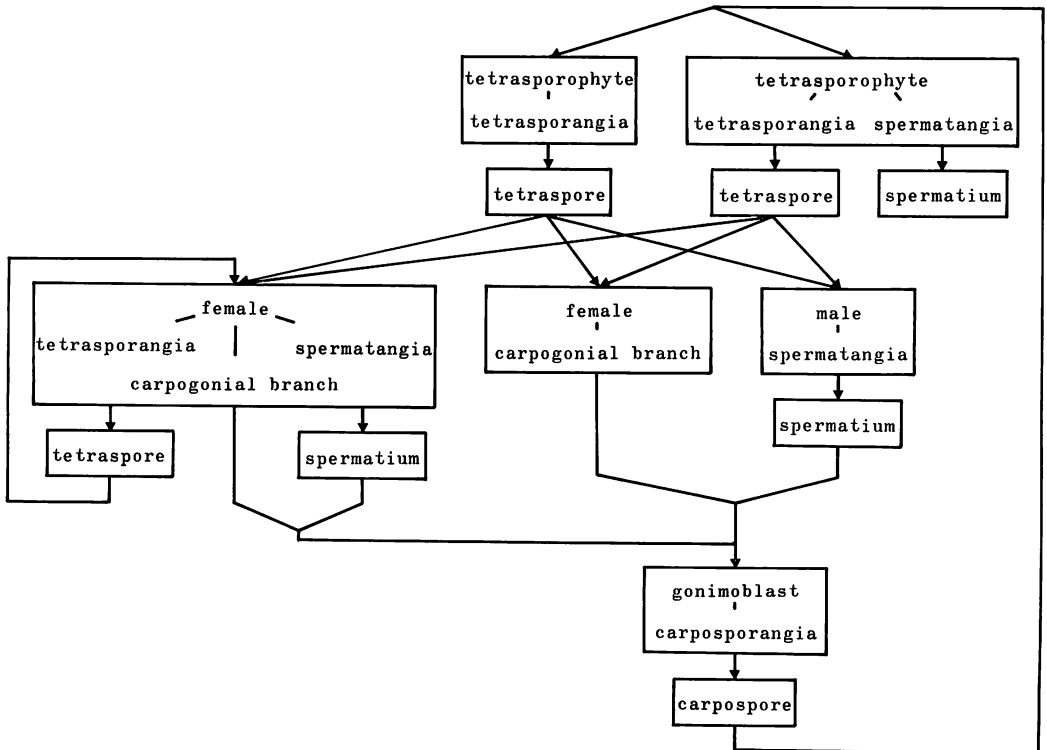 tetrasporophyte
tetrasporangia
tetrasporophyte
tetrasporangia spermatangia
tetraspore
tetraspore
spermatium
female
tetrasporangia
spermatangia
carpogonial branch
female
carpogonial branch
male
spermatangia
tetraspore
spermatium
spermatium
gonimoblast
carposporangia
carpospore